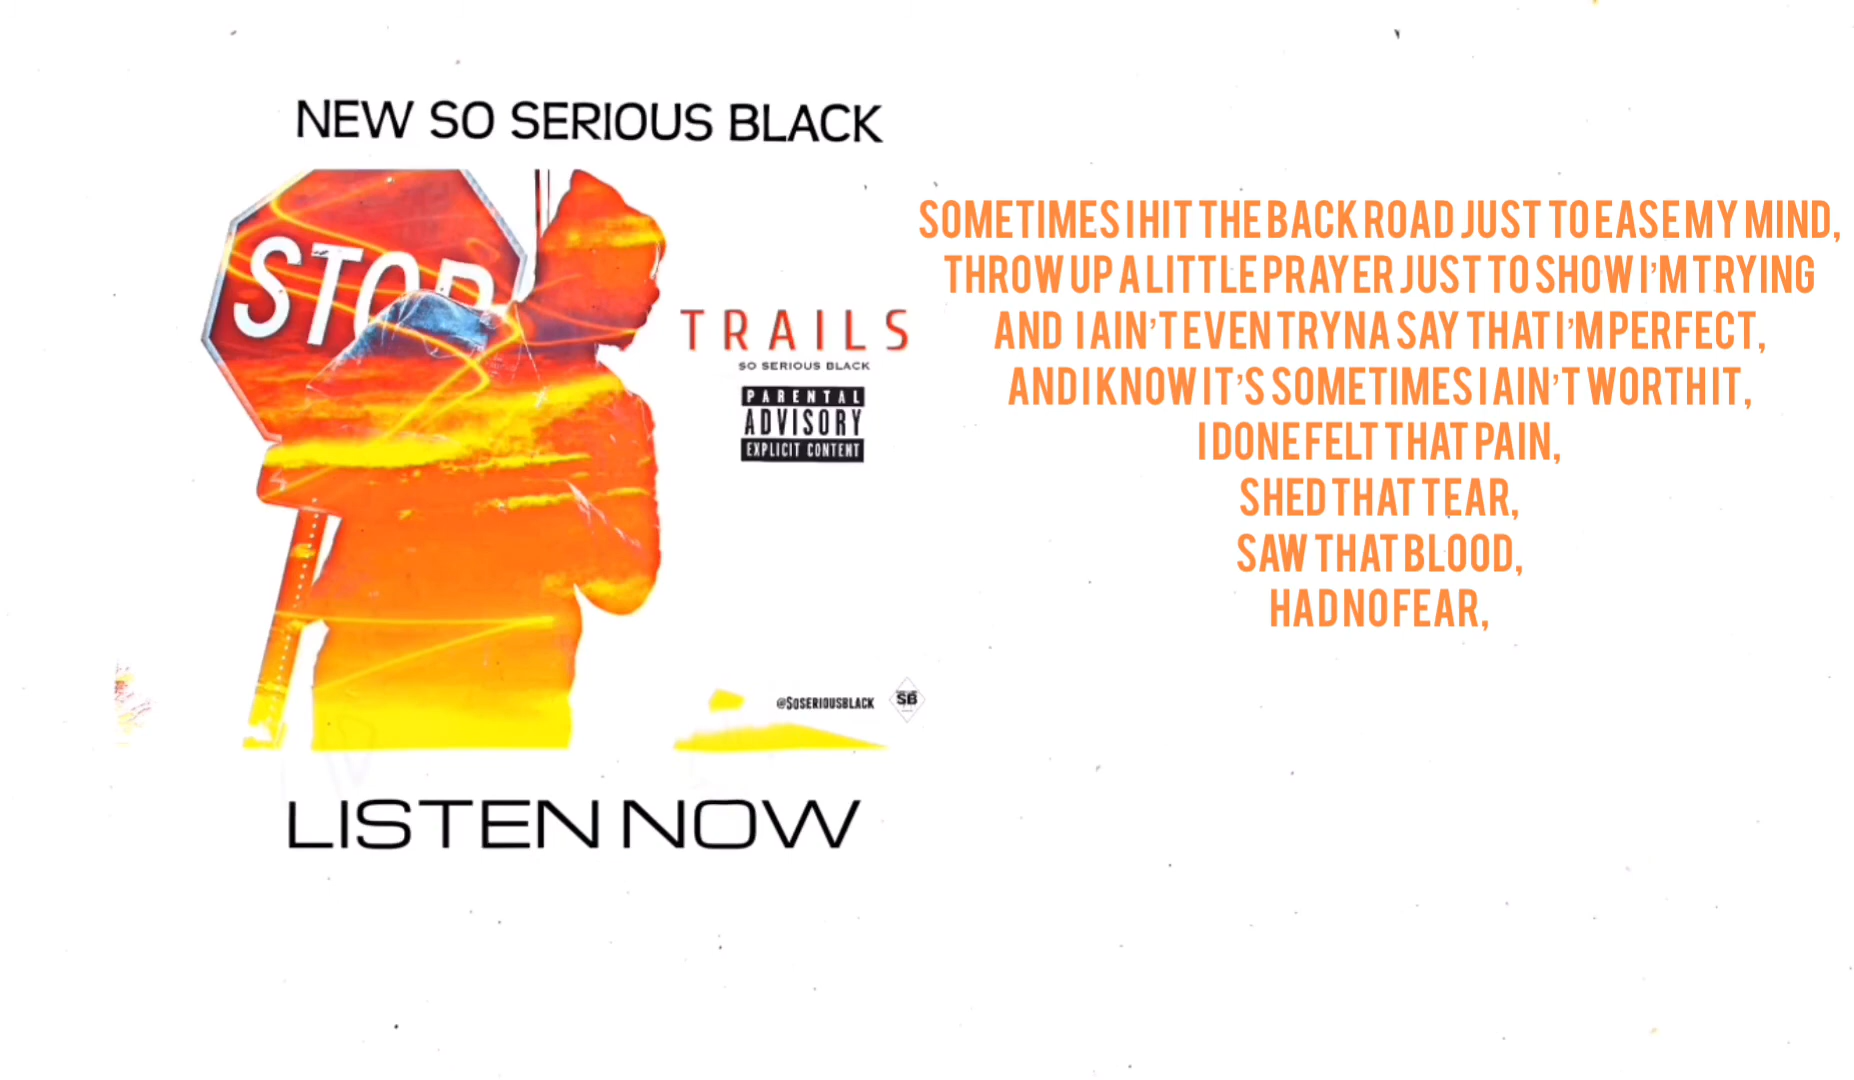 NEW SO SERIOUS BLACK
STOP
TRAILS
SO SERIOUS BLACK
PARENTAL
ADVISORY
EXPLICIT CONTENT
@SOSERIOUSBLACK
SB
LISTEN NOW
SOMETIMES I HIT THE BACK ROAD JUST TO EASE MY MIND,
THROW UP A LITTLE PRAYER JUST TO SHOW I'M TRYING
AND I AIN'T EVEN TRYNA SAY THAT I'M PERFECT,
AND I KNOW IT'S SOMETIMES I AIN'T WORTH IT,
I DONE FELT THAT PAIN,
SHED THAT TEAR,
SAW THAT BLOOD,
HAD NO FEAR,